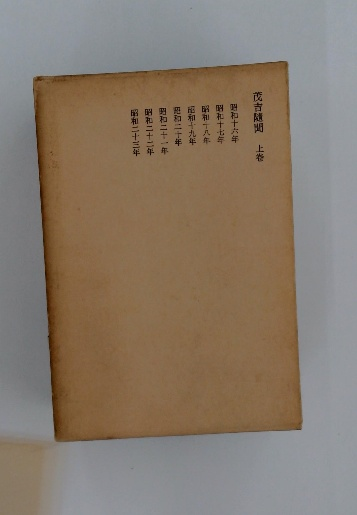 茂吉隨聞　上巻
昭和十六年
昭和十七年
昭和十八年
昭和十九年
昭和二十年
昭和二十一年
昭和二十二年
昭和二十三年